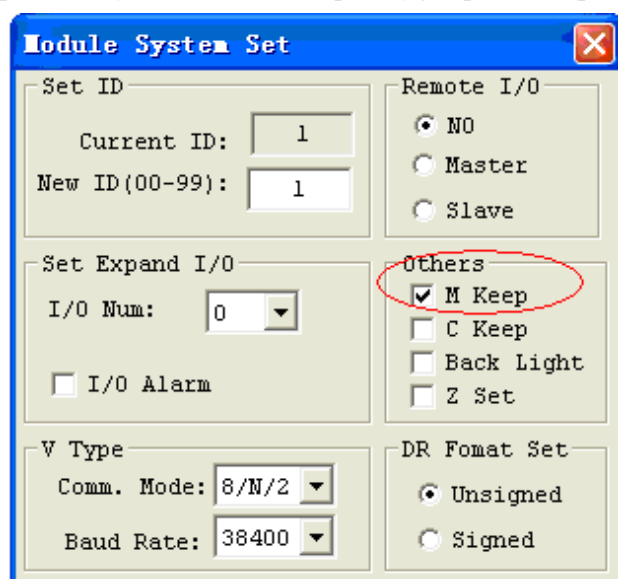 Module System Set
Set ID
Current ID: 1
New ID(00-99): 1
Remote I/O
NO
Master
Slave
Set Expand I/O
I/O Num: 0
I/O Alarm
Others
M Keep
C Keep
Back Light
Z Set
V Type
Comm. Mode: 8/N/2
Baud Rate: 38400
DR Fomat Set
Unsigned
Signed